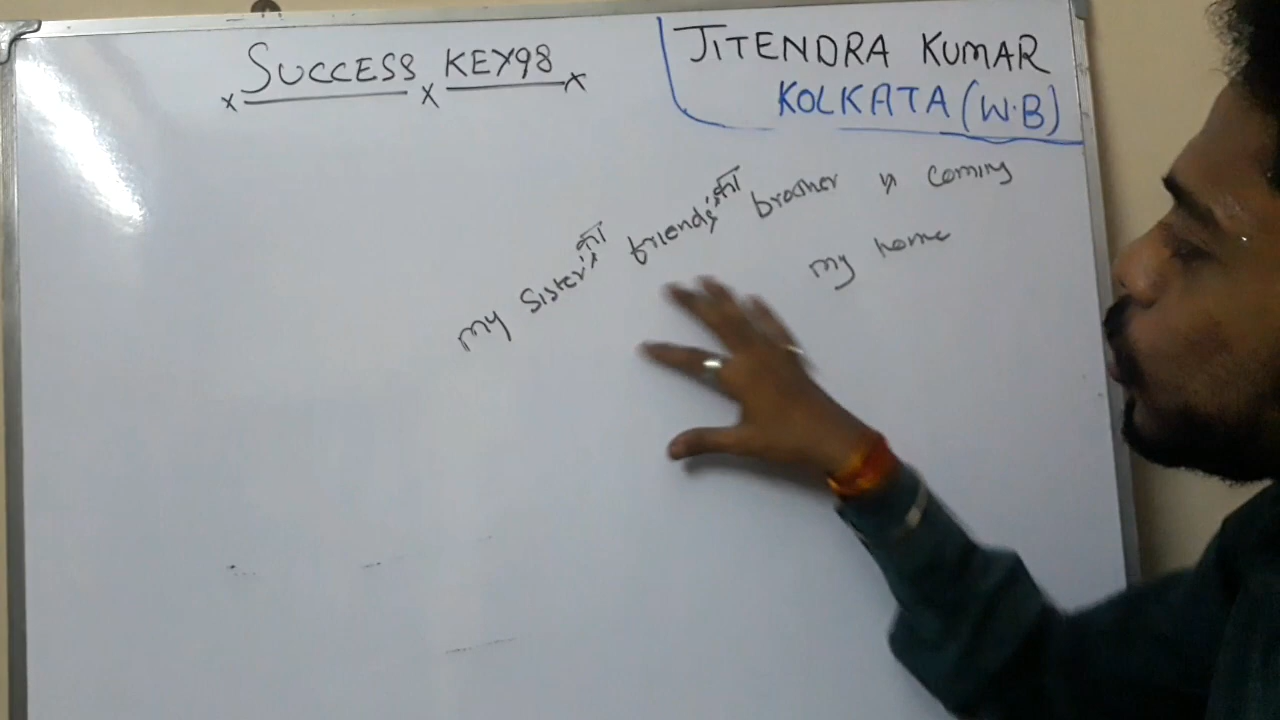 SUCCESS KEY98
JITENDRA KUMAR
KOLKATA (W.B)
my Sister's का friend's का brother is coming
my home